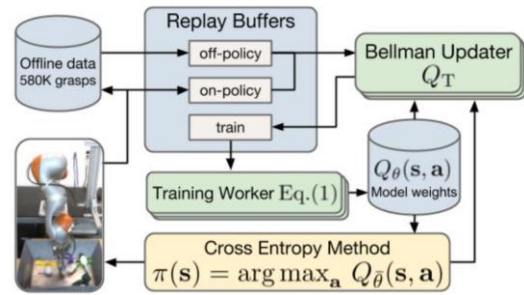 Replay Buffers
Offline data
580K grasps
off-policy
on-policy
train
Bellman Updater
Q_T
Training Worker Eq.(1)
Q_θ(s, a)
Model weights
Cross Entropy Method
π(s) = arg max_a Q_θ̄(s, a)